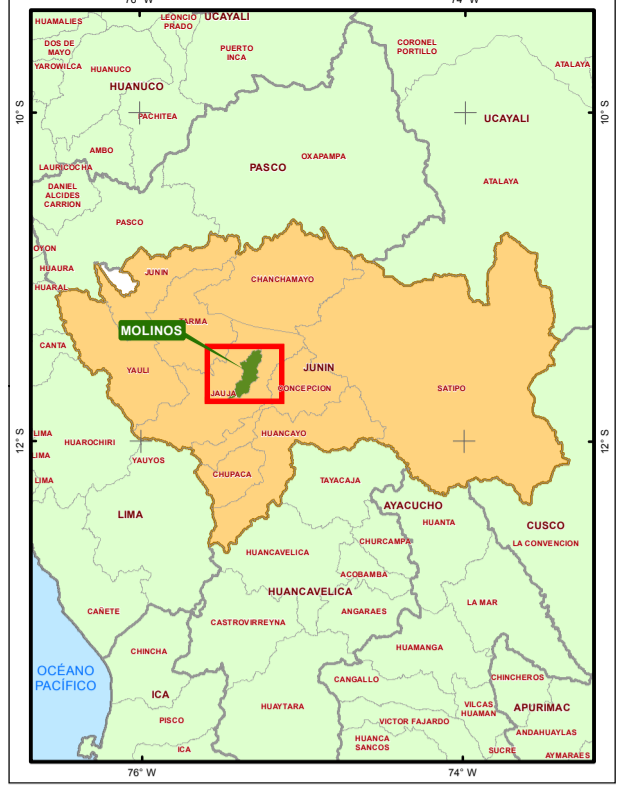 76° W
74° W
HUAMALIES
LEONCIO
PRADO
UCAYALI
DOS DE
MAYO
PUERTO
INCA
CORONEL
PORTILLO
YAROWILCA
HUANUCO
ATALAYA
HUANUCO
10° S
PACHITEA
UCAYALI
10° S
AMBO
LAURICOCHA
PASCO
OXAPAMPA
DANIEL
ALCIDES
CARRION
ATALAYA
PASCO
OYON
HUAURA
JUNIN
CHANCHAMAYO
HUARAL
TARMA
MOLINOS
CANTA
YAULI
JUNIN
JAUJA
CONCEPCION
SATIPO
LIMA
HUAROCHIRI
HUANCAYO
12° S
12° S
LIMA
YAUYOS
LIMA
CHUPACA
TAYACAJA
AYACUCHO
LIMA
HUANTA
CUSCO
CHURCAMPA
LA CONVENCION
HUANCAVELICA
ACOBAMBA
HUANCAVELICA
LA MAR
CAÑETE
ANGARAES
CASTROVIRREYNA
HUAMANGA
CHINCHA
OCÉANO
PACÍFICO
CANGALLO
CHINCHEROS
ICA
HUAYTARA
VILCAS
HUAMAN
APURIMAC
PISCO
VICTOR FAJARDO
ANDAHUAYLAS
HUANCA
SANCOS
ICA
SUCRE
AYMARAES
76° W
74° W